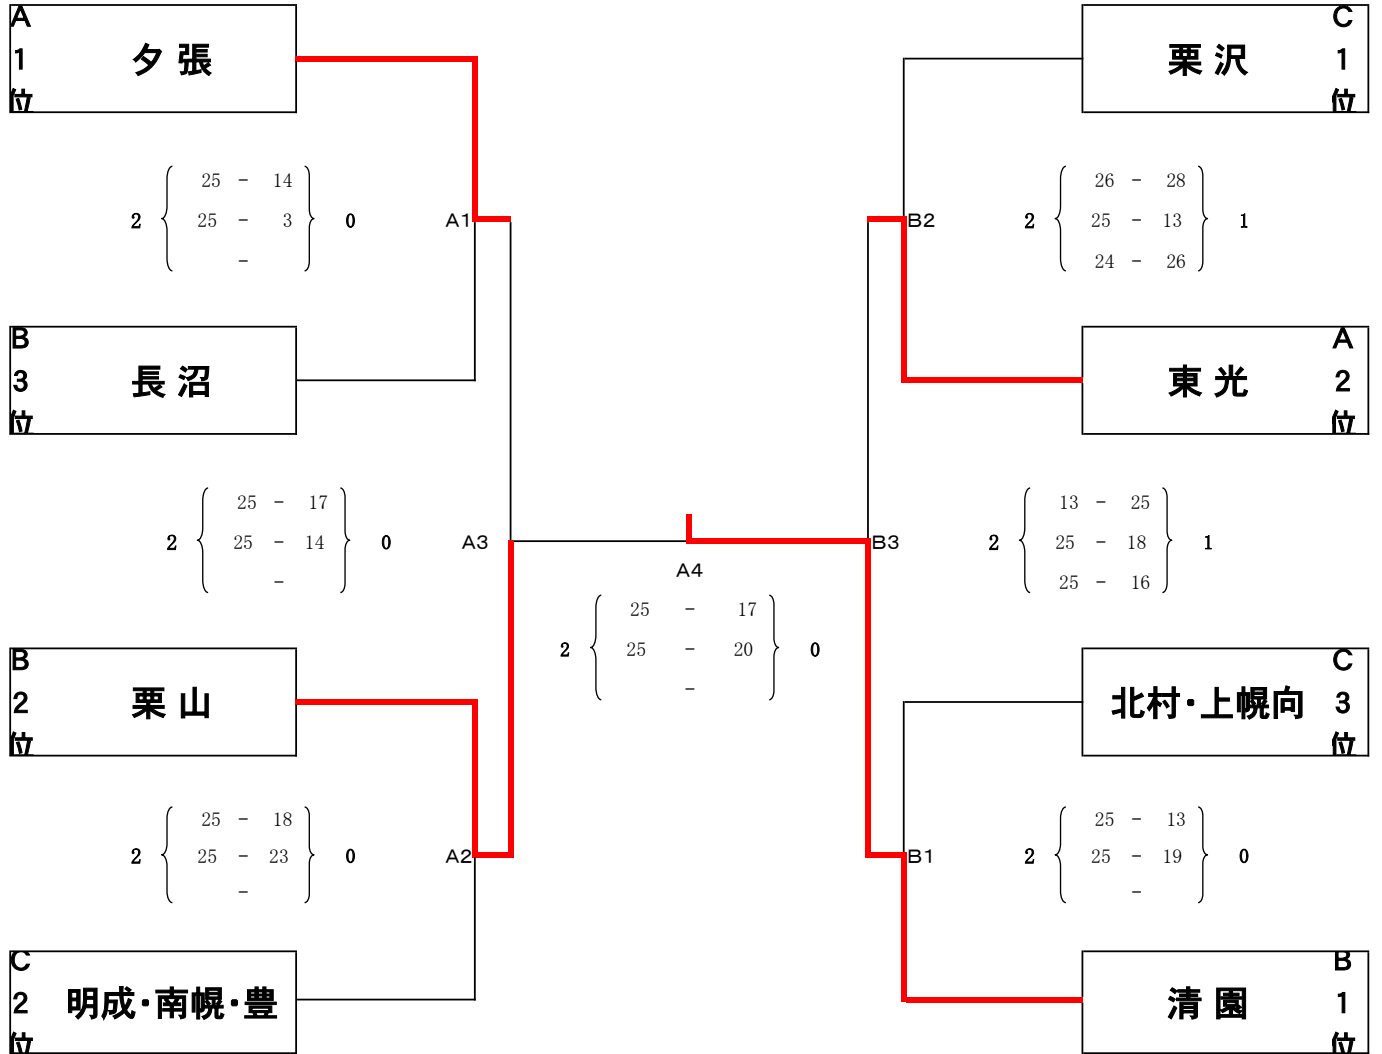 A
1
位
夕 張
C
1
位
栗 沢
25 - 14
2 25 - 3 0
-
A1
26 - 28
2 25 - 13 1
24 - 26
B2
B
3
位
長 沼
A
2
位
東 光
25 - 17
2 25 - 14 0
-
A3
13 - 25
2 25 - 18 1
25 - 16
B3
A4
25 - 17
2 25 - 20 0
-
B
2
位
栗 山
C
3
位
北村・上幌向
25 - 18
2 25 - 23 0
-
A2
25 - 13
2 25 - 19 0
-
B1
C
2
位
明成・南幌・豊
B
1
位
清 園